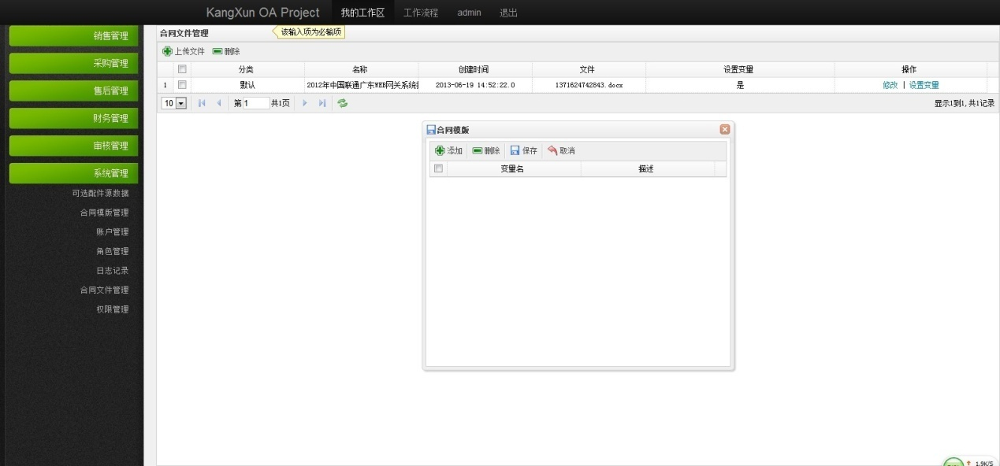 KangXun OA Project 我的工作区 工作流程 admin 退出
销售管理
采购管理
售后管理
财务管理
审核管理
系统管理
可选配件源数据
合同模版管理
账户管理
角色管理
日志记录
合同文件管理
权限管理
合同文件管理 该输入项为必输项
上传文件 删除
分类 名称 创建时间 文件 设置变量 操作
1 默认 2012年中国联通广东WEB网关系统 2013-06-19 14:52:22.0 1371624742843.docx 是 修改 | 设置变量
10 第 1 共1页 显示1到1,共1记录
合同模版
添加 删除 保存 取消
变量名 描述
1.9K/S